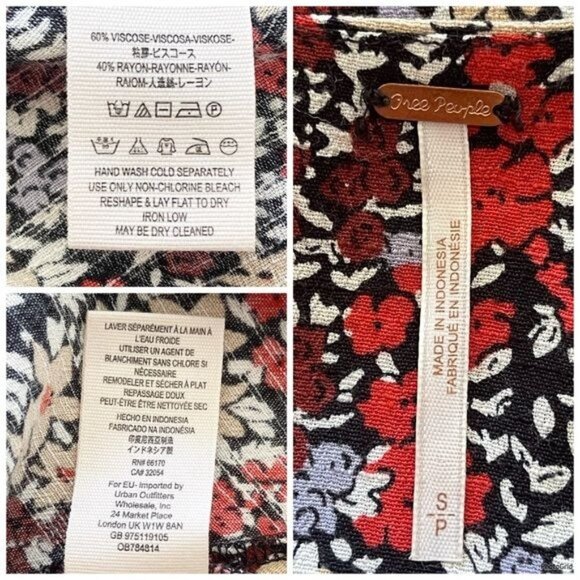 60% VISCOSE-VISCOSA-VISKOSE-
粘膠-ビスコース
40% RAYON-RAYONNE-RAYÓN-
RAIOM-人造絲-レーヨン
HAND WASH COLD SEPARATELY
USE ONLY NON-CHLORINE BLEACH
RESHAPE & LAY FLAT TO DRY
IRON LOW
MAY BE DRY CLEANED
LAVER SÉPARÉMENT À LA MAIN A
L'EAU FROIDE
UTILISER UN AGENT DE
BLANCHIMENT SANS CHLORE SI
NÉCESSAIRE
REMODELER ET SÉCHER À PLAT
REPASSAGE DOUX
PEUT-ÊTRE ÊTRE NETTOYÉE SEC
HECHO EN INDONESIA
FABRICADO NA INDONÉSIA
印度尼西亞制造
インドネシア製
RN# 66170
CA# 32054
For EU- Imported by
Urban Outfitters
Wholesale, Inc
24 Market Place
London UK W1W 8AN
GB 975119105
OB784814
Free People
MADE IN INDONESIA
FABRIQUÉ EN INDONÉSIE
S/P